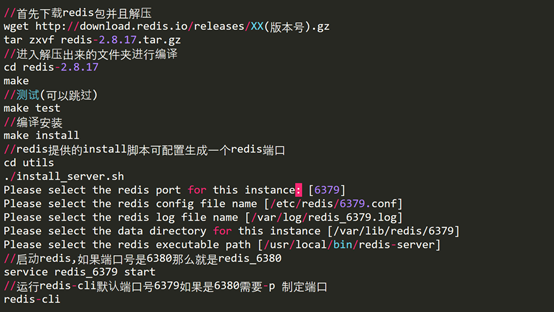 //首先下载redis包并且解压
wget http://download.redis.io/releases/XX(版本号).gz
tar zxvf redis-2.8.17.tar.gz
//进入解压出来的文件夹进行编译
cd redis-2.8.17
make
//测试(可以跳过)
make test
//编译安装
make install
//redis提供的install脚本可配置生成一个redis端口
cd utils
./install_server.sh
Please select the redis port for this instance: [6379]
Please select the redis config file name [/etc/redis/6379.conf]
Please select the redis log file name [/var/log/redis_6379.log]
Please select the data directory for this instance [/var/lib/redis/6379]
Please select the redis executable path [/usr/local/bin/redis-server]
//启动redis,如果端口号是6380那么就是redis_6380
service redis_6379 start
//运行redis-cli默认端口号6379如果是6380需要-p 制定端口
redis-cli